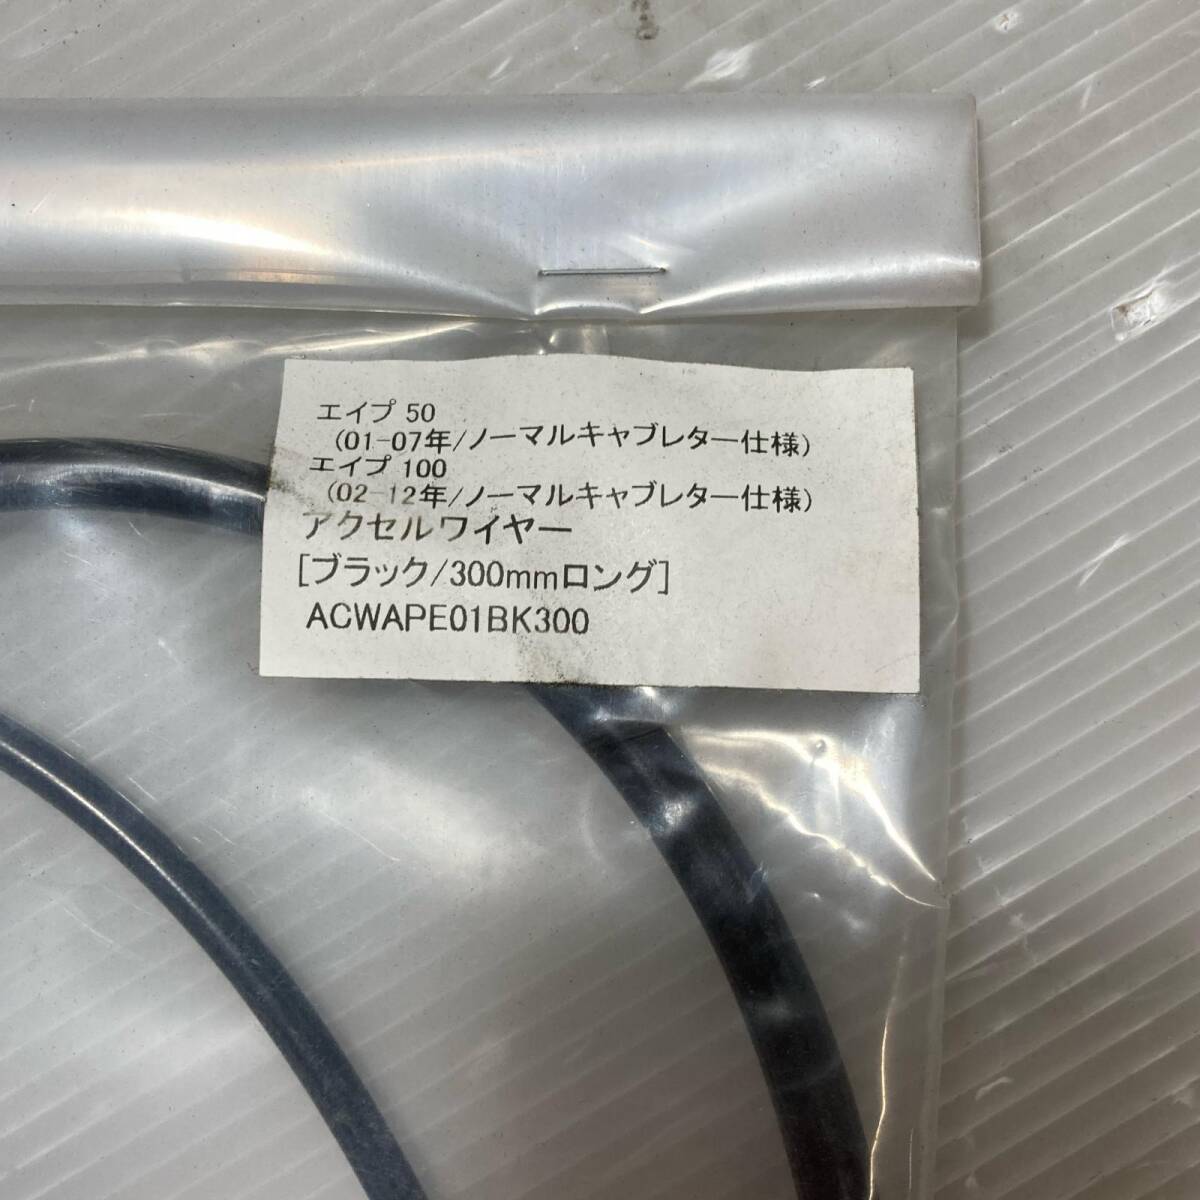 エイプ 50
(01-07年/ノーマルキャブレター仕様)
エイプ 100
(02-12年/ノーマルキャブレター仕様)
アクセルワイヤー
[ブラック/300mmロング]
ACWAPE01BK300